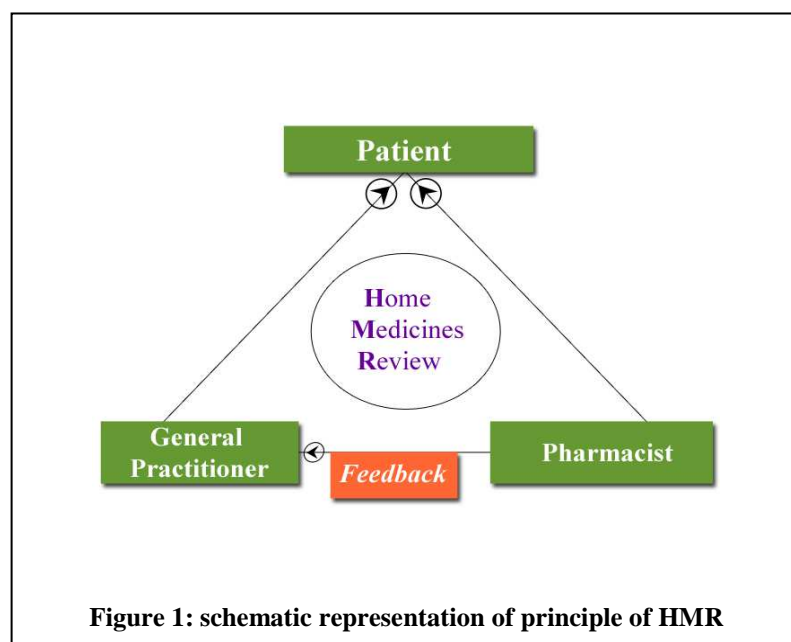 Patient
Home
Medicines
Review
General
Practitioner
Feedback
Pharmacist
Figure 1: schematic representation of principle of HMR